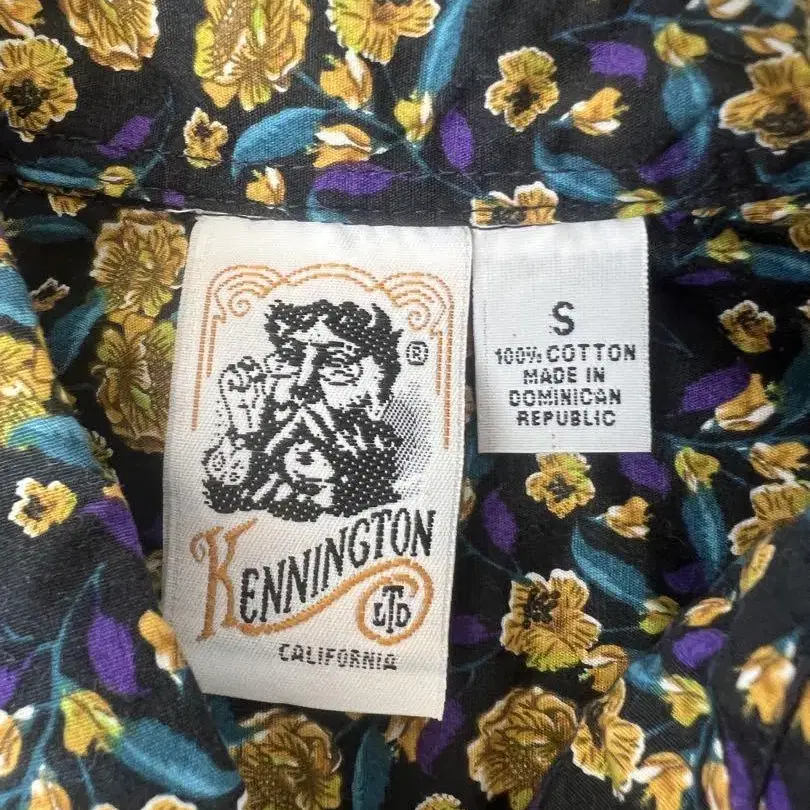 ®
KENNINGTON
LTD
CALIFORNIA
S
100% COTTON
MADE IN
DOMINICAN
REPUBLIC